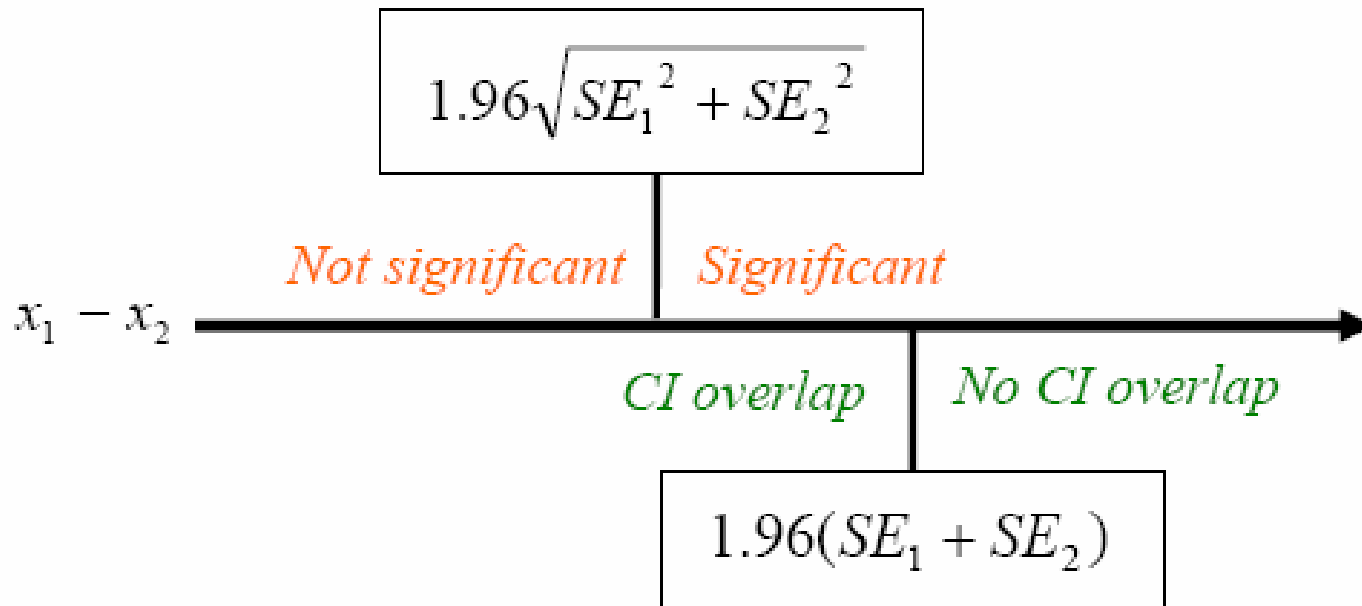 1.96√(SE₁² + SE₂²)
Not significant Significant
x₁ − x₂
CI overlap No CI overlap
1.96(SE₁ + SE₂)